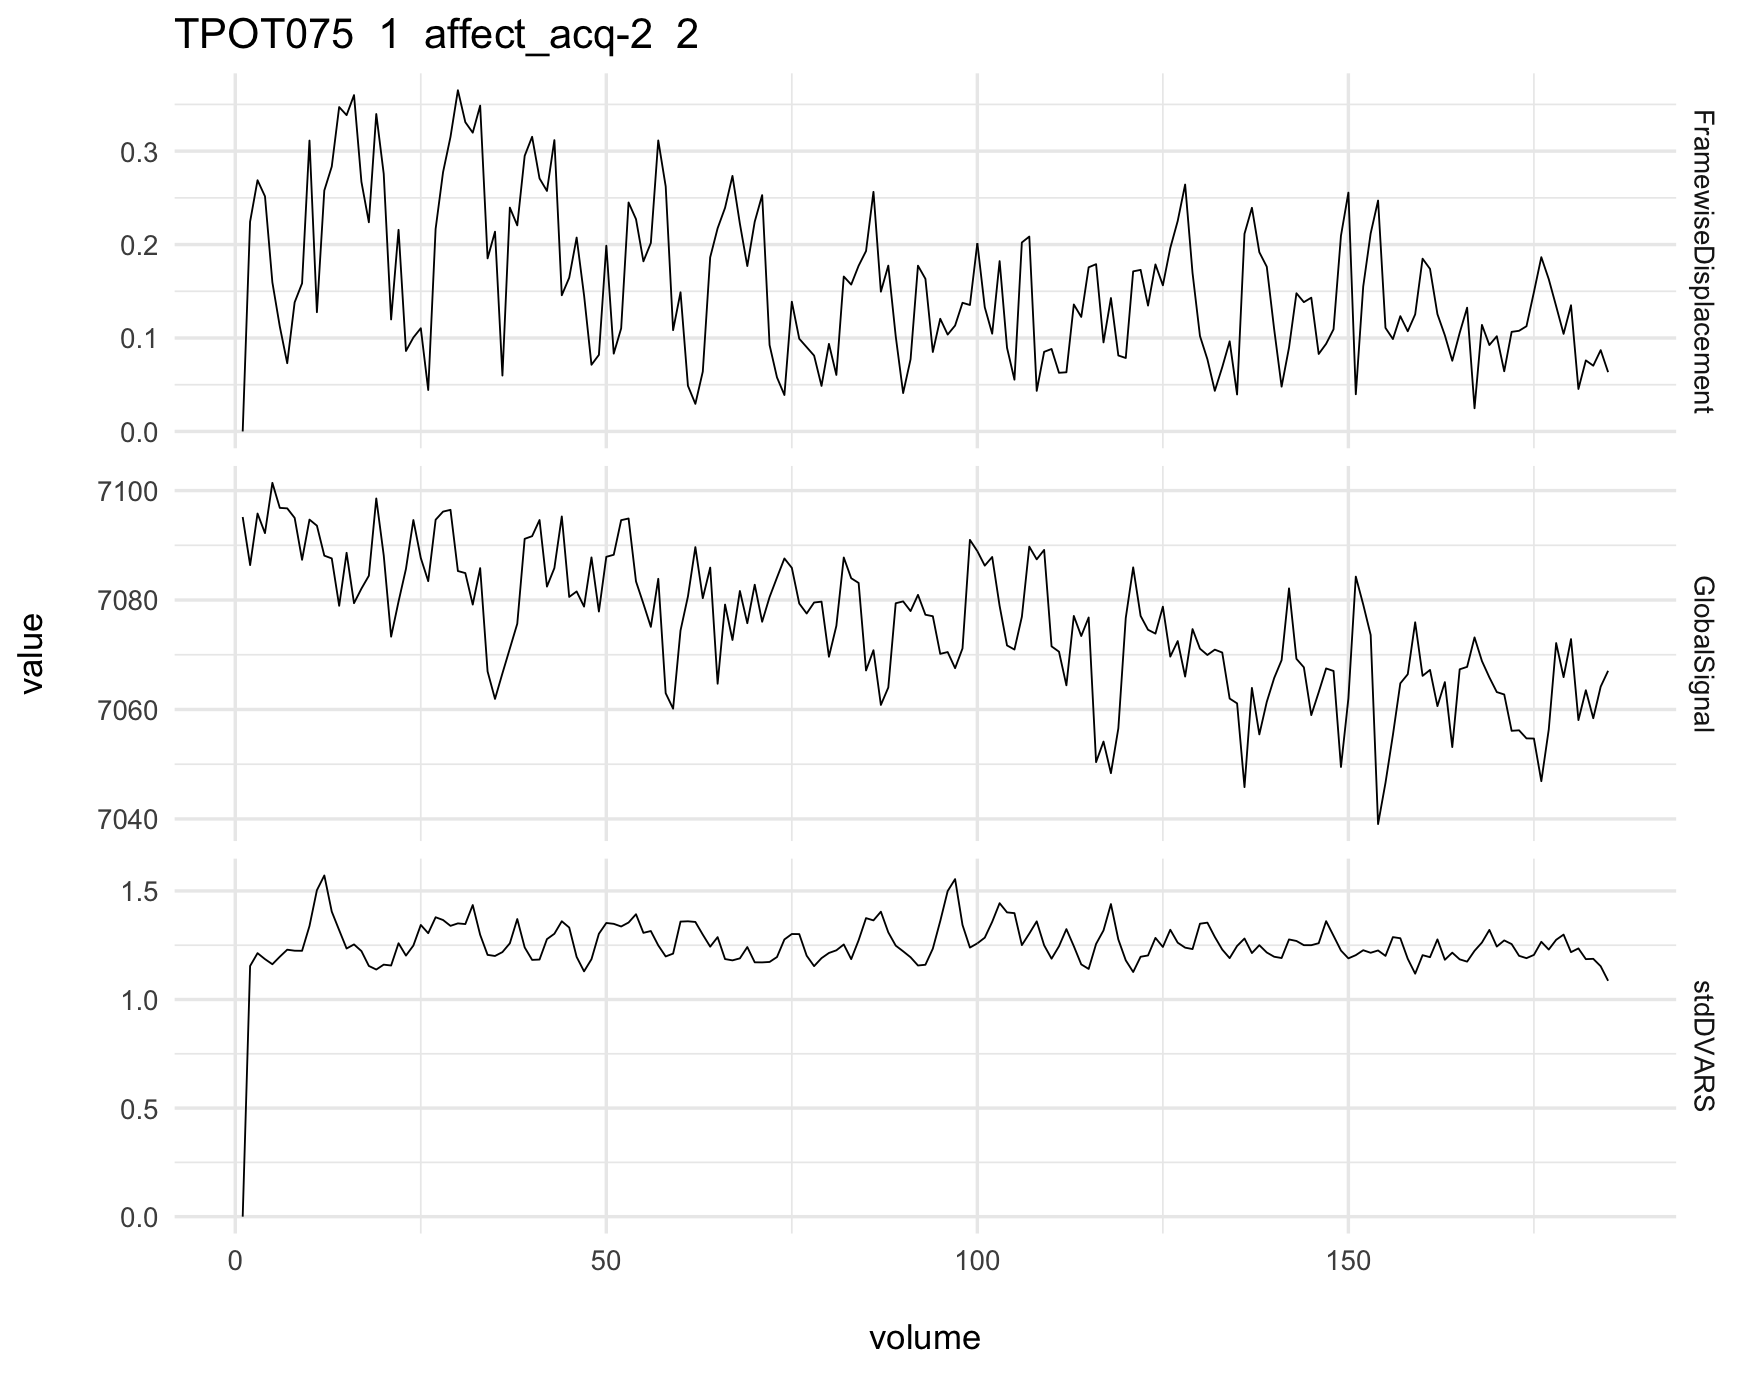 TPOT075 1 affect_acq-2 2
0.3
0.2
0.1
0.0
FramewiseDisplacement
7100
7080
7060
7040
GlobalSignal
value
1.5
1.0
0.5
0.0
stdDVARS
0 50 100 150
volume